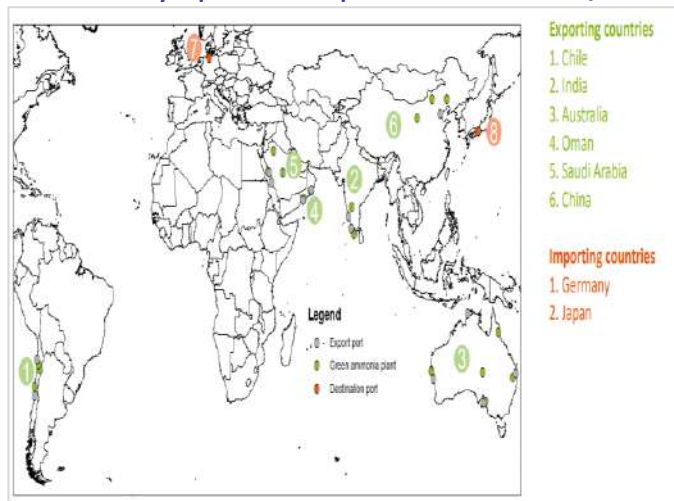 7
6
8
5
2
4
1
3
Legend
- Export port
Green ammonia plant
Destination port
Exporting countries
1. Chile
2. India
3. Australia
4. Oman
5. Saudi Arabia
6. China
Importing countries
1. Germany
2. Japan